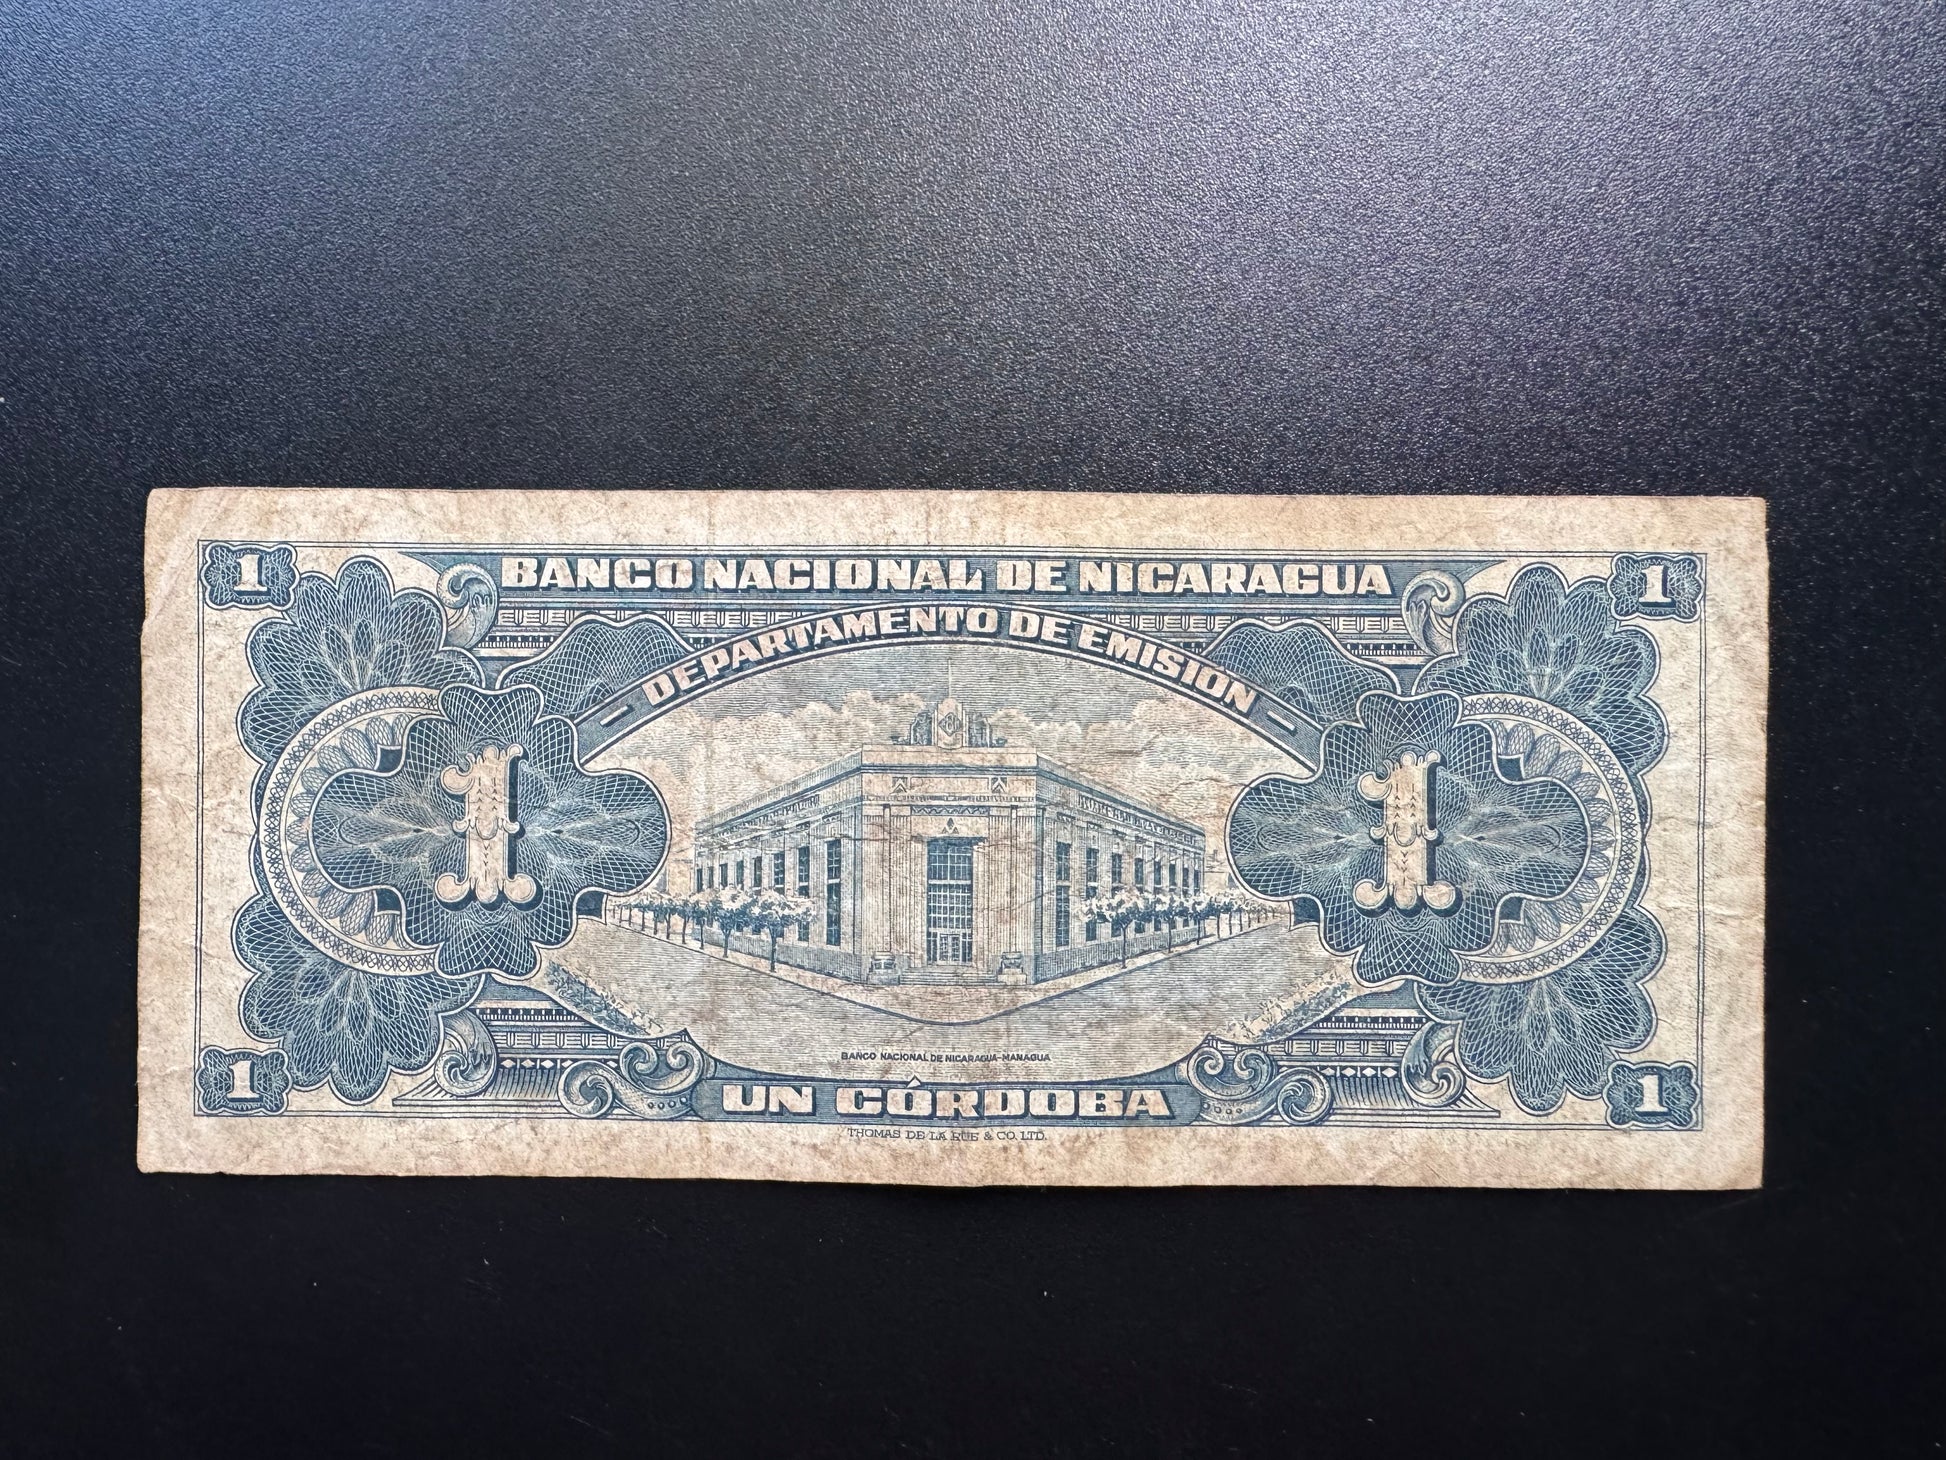 1 BANCO NACIONAL DE NICARAGUA 1
DEPARTAMENTO DE EMISION
1 1
BANCO NACIONAL DE NICARAGUA-MANAGUA
1 UN CÓRDOBA 1
THOMAS DE LA RUE & CO. LTD.